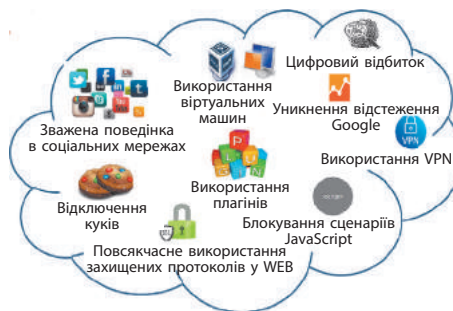 Цифровий відбиток
Використання
віртуальних
машин
Уникнення відстеження
Google
Зважена поведінка
в соціальних мережах
VPN
Використання VPN
PLUGINS
Використання
плагінів
Відключення
куків
Блокування сценаріїв
JavaScript
Повсякчасне використання
захищених протоколів у WEB